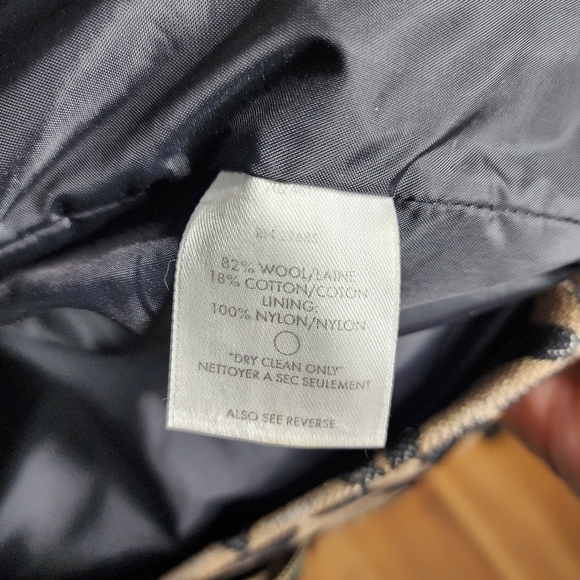 82% WOOL/LAINE
18% COTTON/COTON
LINING:
100% NYLON/NYLON
"DRY CLEAN ONLY"
NETTOYER A SEC SEULEMENT
ALSO SEE REVERSE